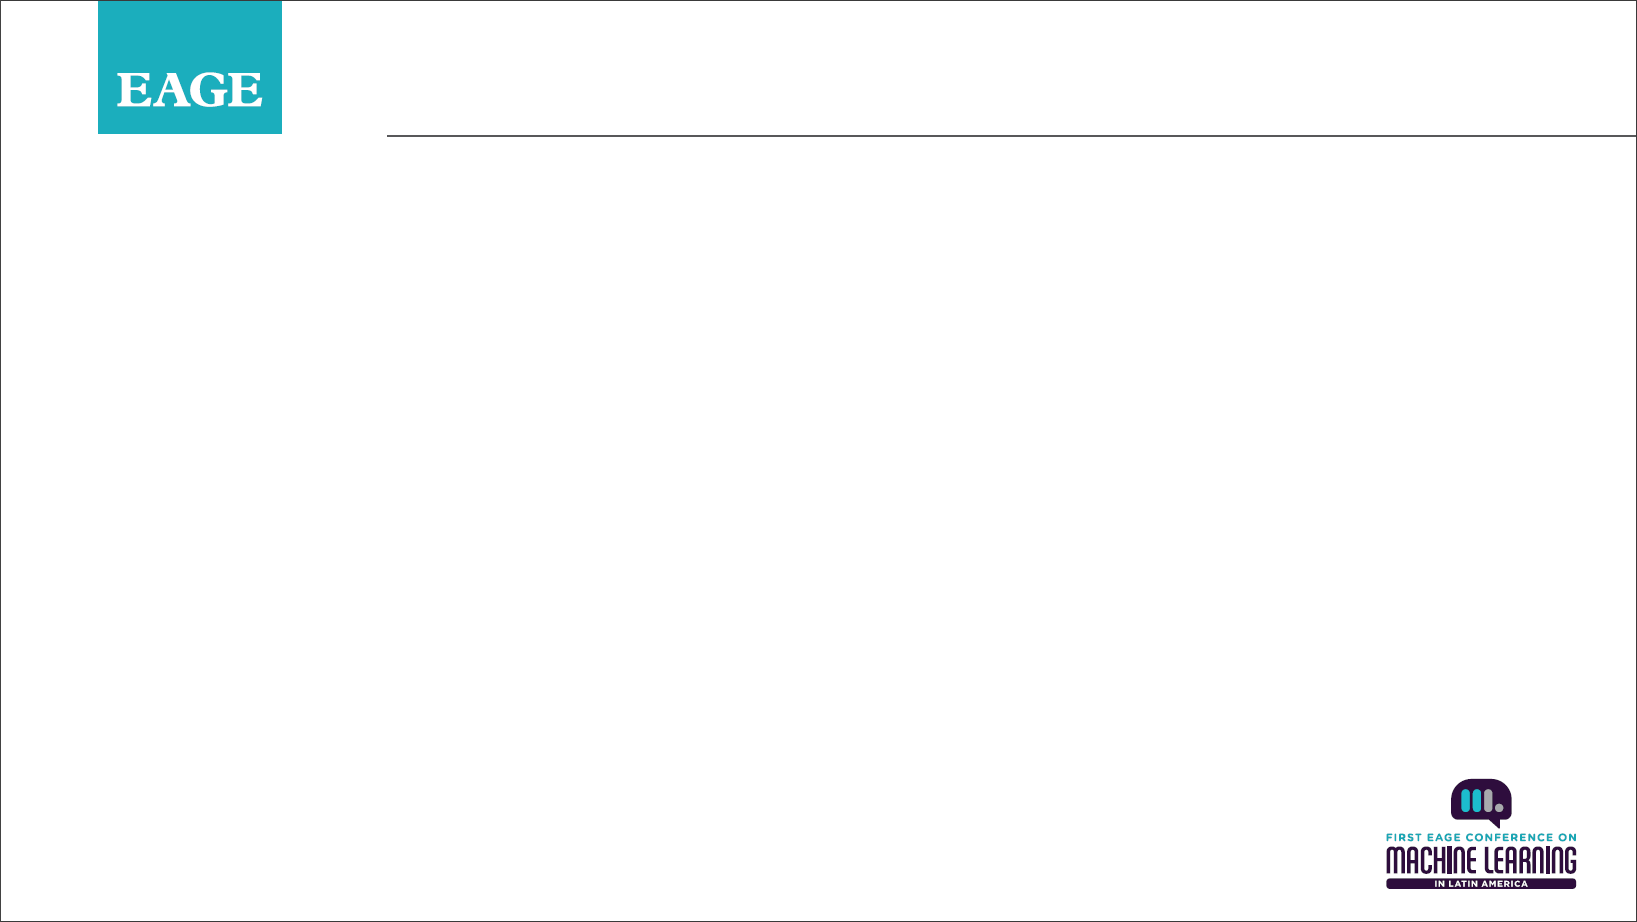 EAGE
FIRST EAGE CONFERENCE ON
MACHINE LEARNING
IN LATIN AMERICA